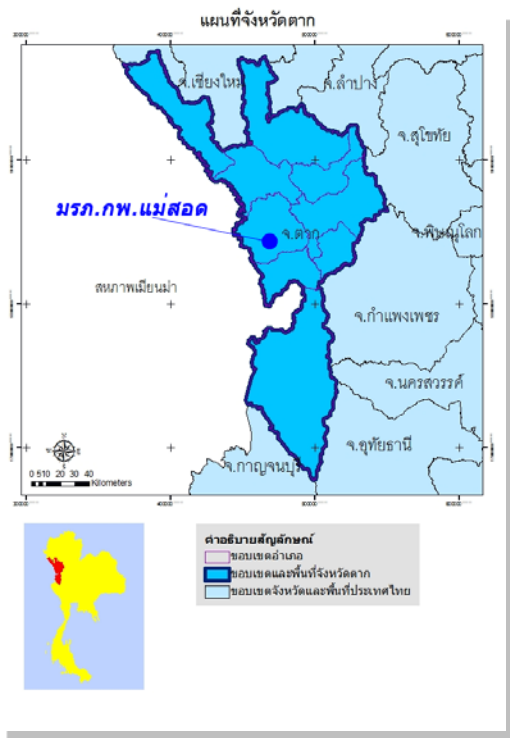 แผนที่จังหวัดตาก
จ.เชียงใหม่
จ.ลำปาง
จ.สุโขทัย
มรภ.กพ.แม่สอด
จ.ตาก
จ.พิษณุโลก
สหภาพเมียนม่า
จ.กำแพงเพชร
จ.นครสวรรค์
จ.อุทัยธานี
จ.กาญจนบุรี
0 5 10 20 30 40
Kilometers
คำอธิบายสัญลักษณ์
ขอบเขตอำเภอ
ขอบเขตและพื้นที่จังหวัดตาก
ขอบเขตจังหวัดและพื้นที่ประเทศไทย